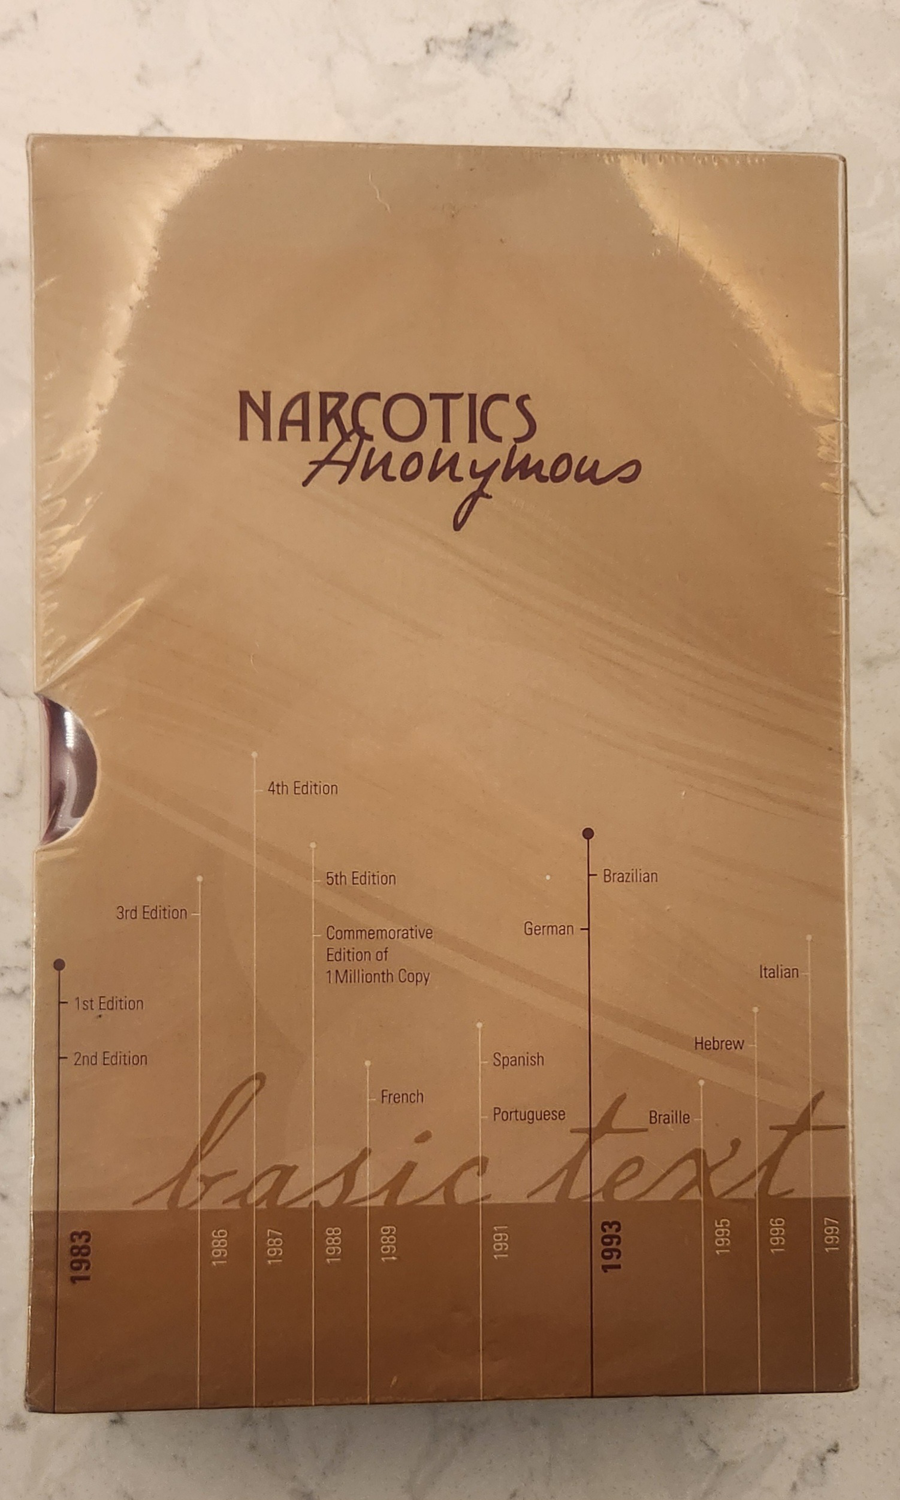 NARCOTICS
Anonymous
4th Edition
5th Edition
Brazilian
3rd Edition
German
Commemorative
Edition of
1 Millionth Copy
Italian
1st Edition
Hebrew
2nd Edition
Spanish
French
Portuguese
Braille
basic text
1983
1986
1987
1988
1989
1991
1993
1995
1996
1997